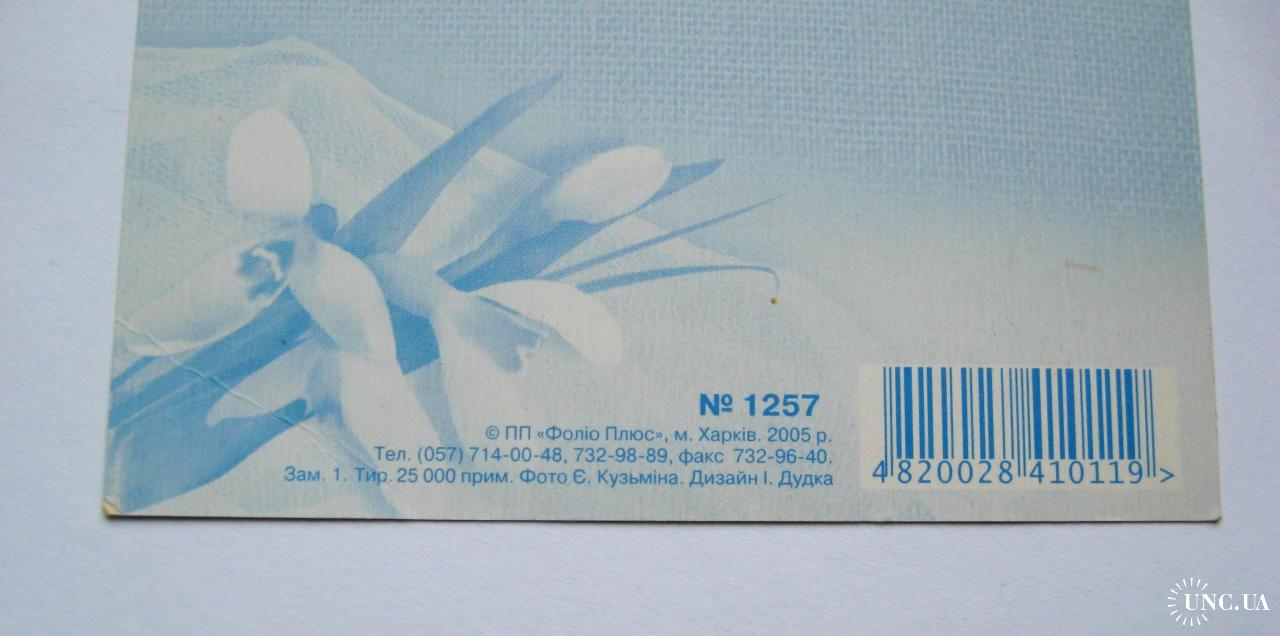 № 1257
© ПП «Фоліо Плюс», м. Харків. 2005 р.
Тел. (057) 714-00-48, 732-98-89, факс 732-96-40.
Зам. 1. Тир. 25 000 прим. Фото Є. Кузьміна. Дизайн І. Дудка
4 820028 410119 >
UNC.UA